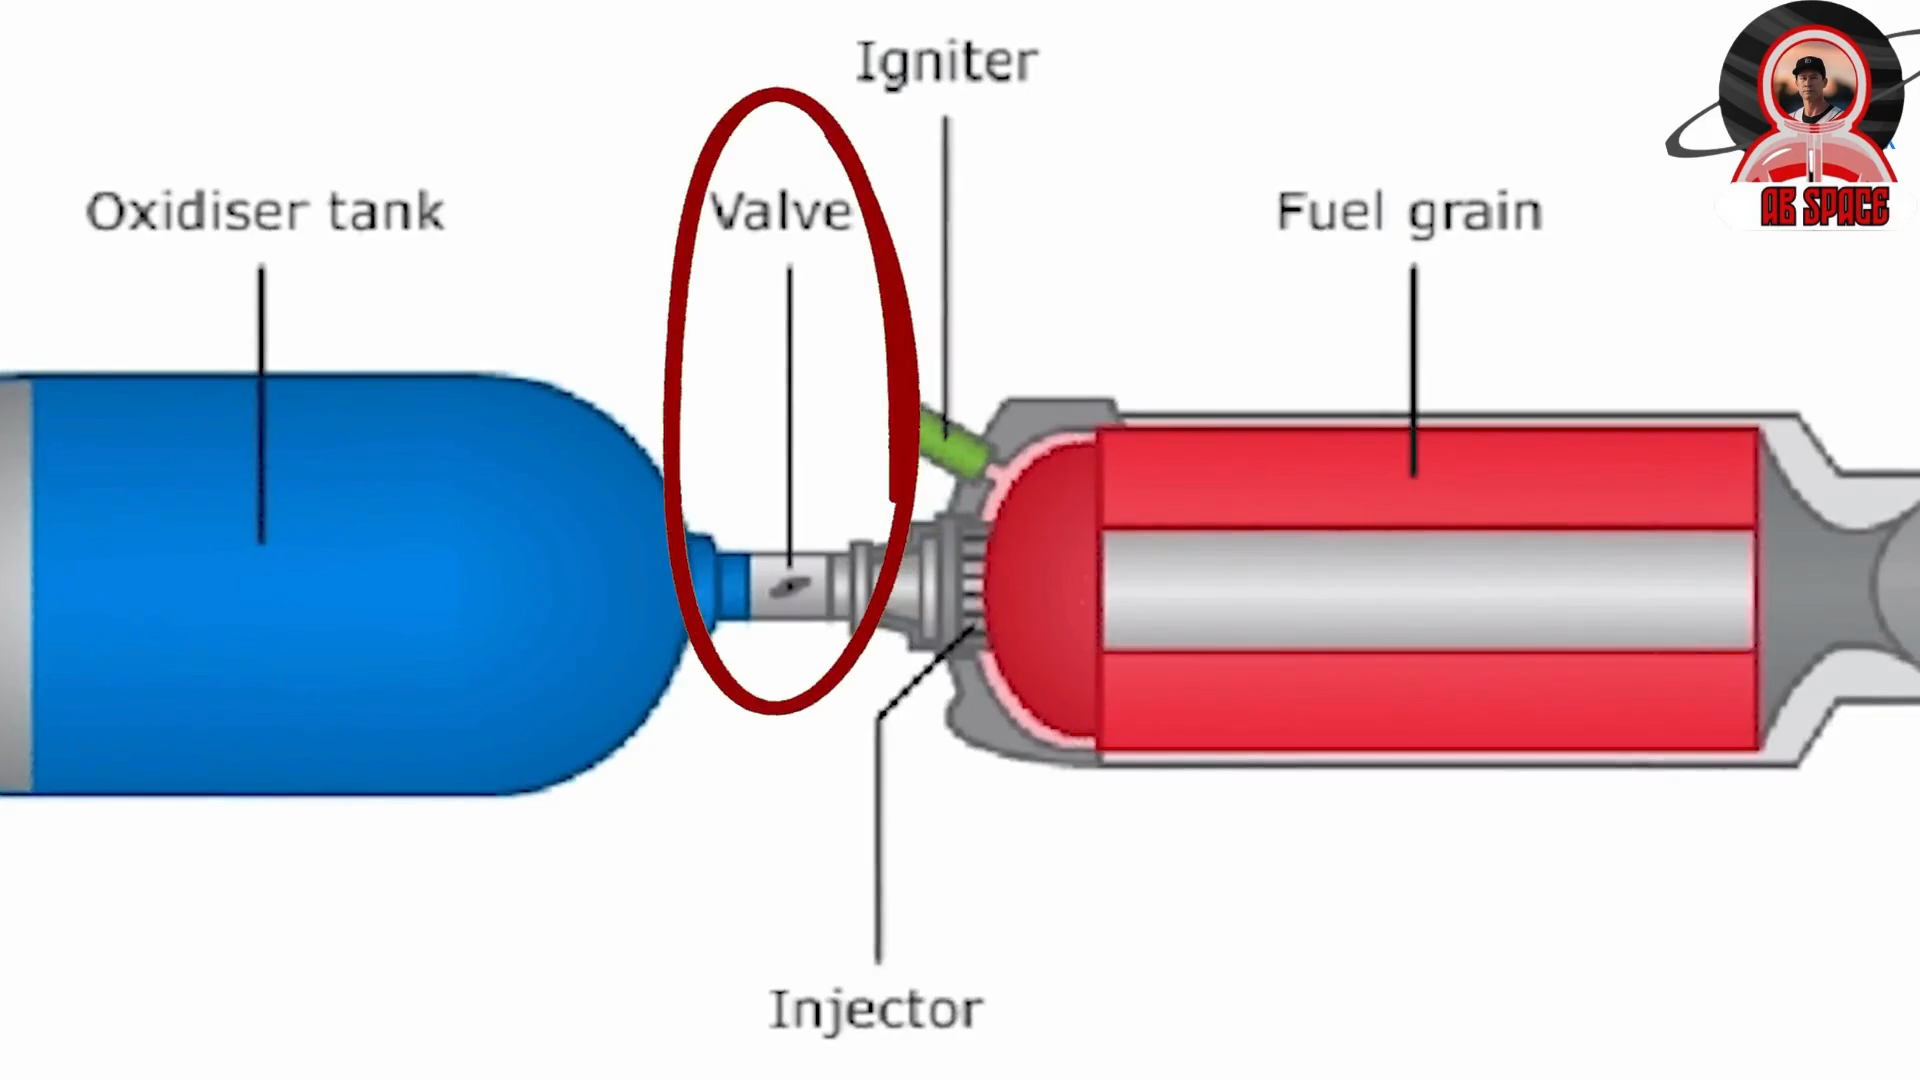 Igniter
Oxidiser tank
Valve
Fuel grain
AB SPACE
Injector